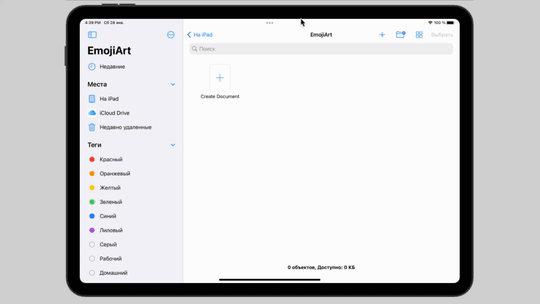 4:39 PM Сб 28 янв.
100 %
EmojiArt
Недавние
Места
На iPad
iCloud Drive
Недавно удаленные
Теги
Красный
Оранжевый
Желтый
Зеленый
Синий
Лиловый
Серый
Рабочий
Домашний
На iPad
EmojiArt
Выбрать
Поиск
Create Document
0 объектов, Доступно: 0 КБ